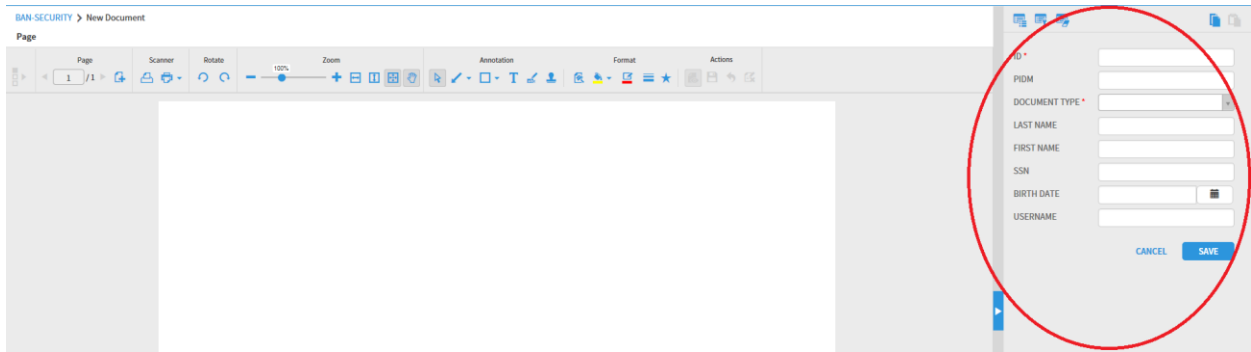 BAN-SECURITY ❯ New Document
Page
Page Scanner Rotate Zoom Annotation Format Actions
1 /1 100% T
ID *
PIDM
DOCUMENT TYPE *
LAST NAME
FIRST NAME
SSN
BIRTH DATE
USERNAME
CANCEL SAVE